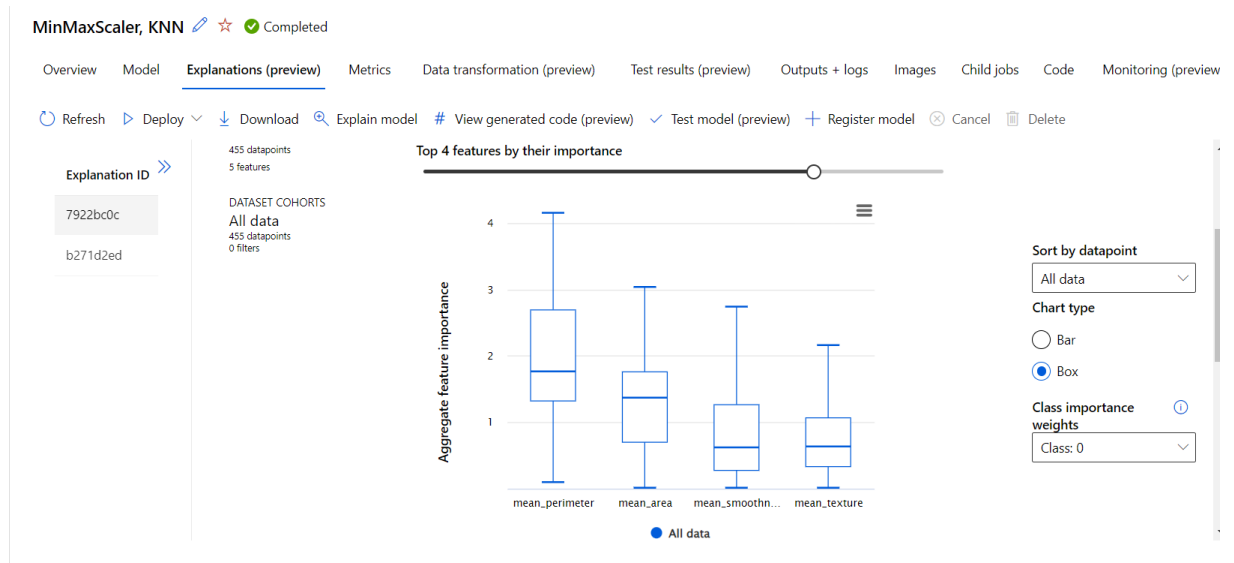 MinMaxScaler, KNN Completed
Overview Model Explanations (preview) Metrics Data transformation (preview) Test results (preview) Outputs + logs Images Child jobs Code Monitoring (preview
Refresh Deploy Download Explain model # View generated code (preview) Test model (preview) Register model Cancel Delete
Explanation ID
7922bc0c
b271d2ed
455 datapoints
5 features
DATASET COHORTS
All data
455 datapoints
0 filters
Top 4 features by their importance
Aggregate feature importance
4
3
2
1
mean_perimeter mean_area mean_smoothn... mean_texture
All data
Sort by datapoint
All data
Chart type
Bar
Box
Class importance
weights
Class: 0